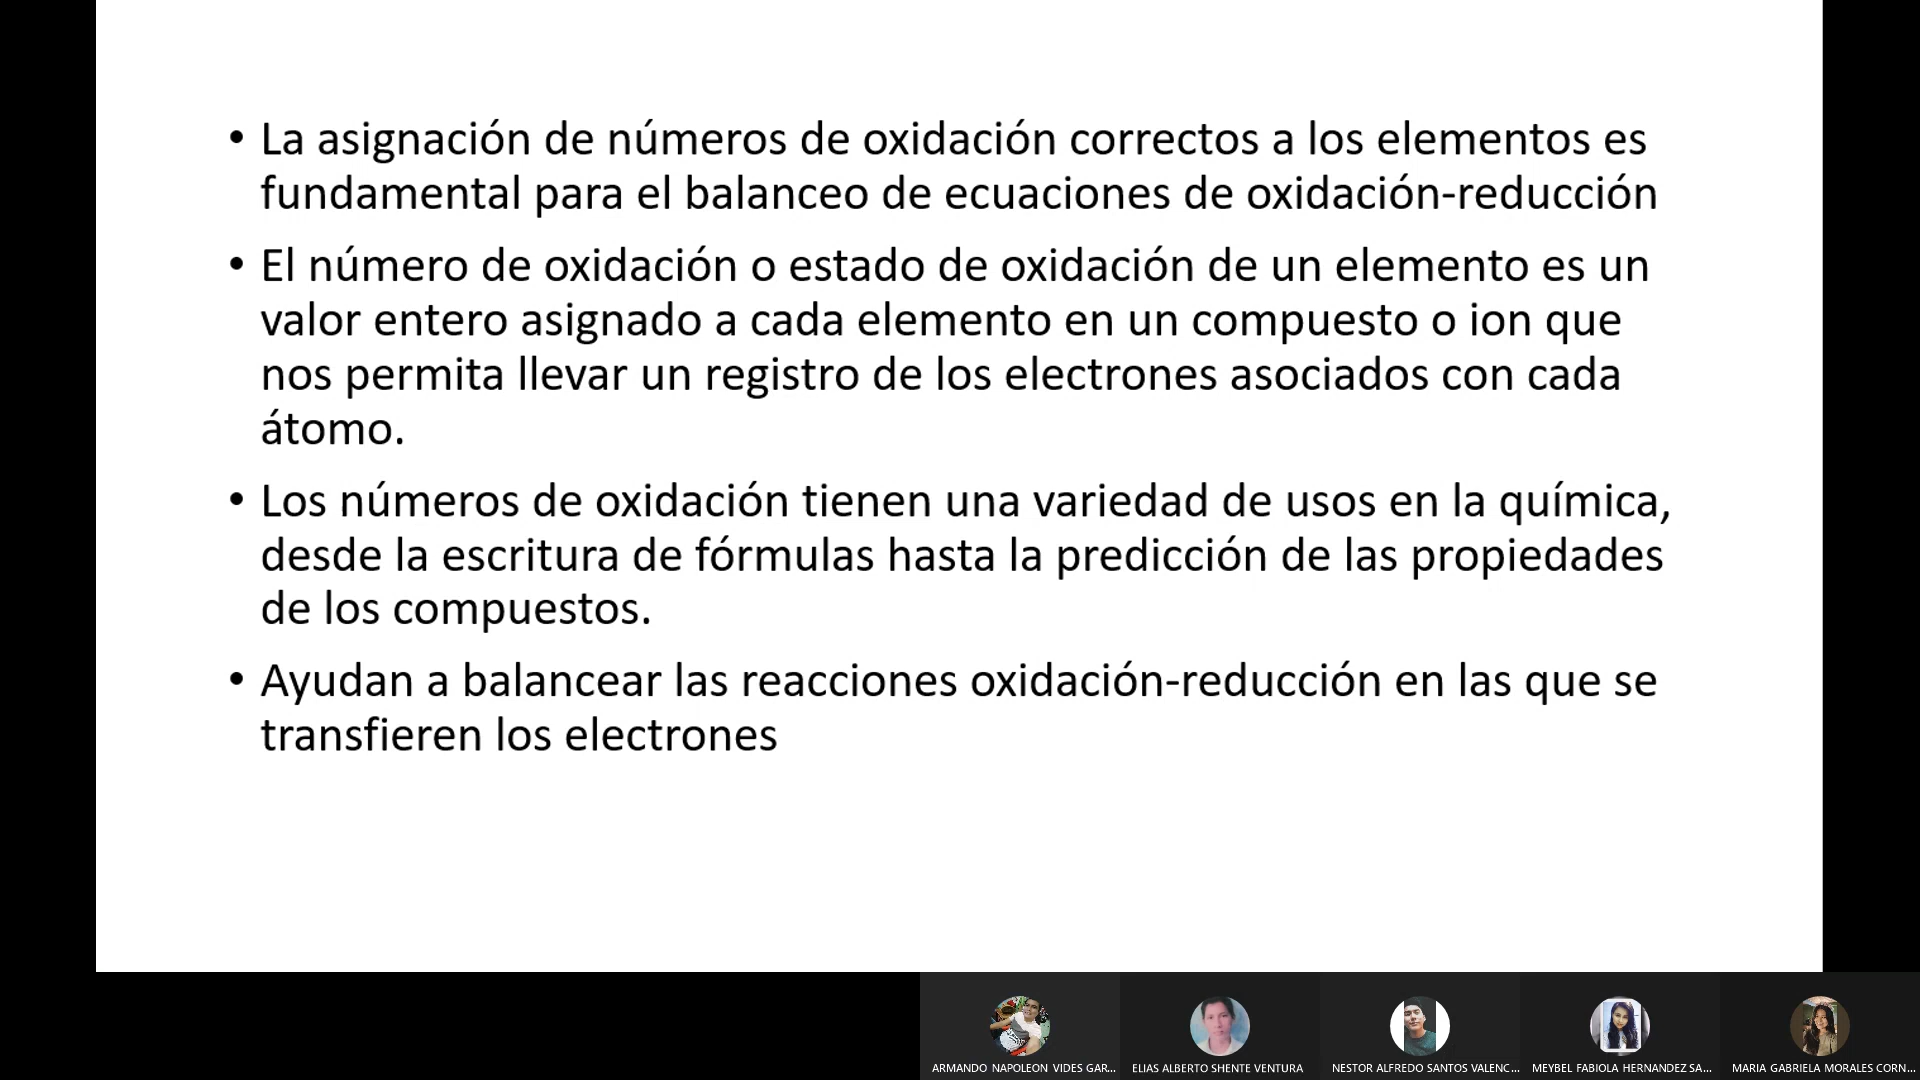 • La asignación de números de oxidación correctos a los elementos es
fundamental para el balanceo de ecuaciones de oxidación-reducción
• El número de oxidación o estado de oxidación de un elemento es un
valor entero asignado a cada elemento en un compuesto o ion que
nos permita llevar un registro de los electrones asociados con cada
átomo.
• Los números de oxidación tienen una variedad de usos en la química,
desde la escritura de fórmulas hasta la predicción de las propiedades
de los compuestos.
• Ayudan a balancear las reacciones oxidación-reducción en las que se
transfieren los electrones
ARMANDO NAPOLEON VIDES GAR...
ELIAS ALBERTO SHENTE VENTURA
NESTOR ALFREDO SANTOS VALENC...
MEYBEL FABIOLA HERNANDEZ SA...
MARIA GABRIELA MORALES CORN...